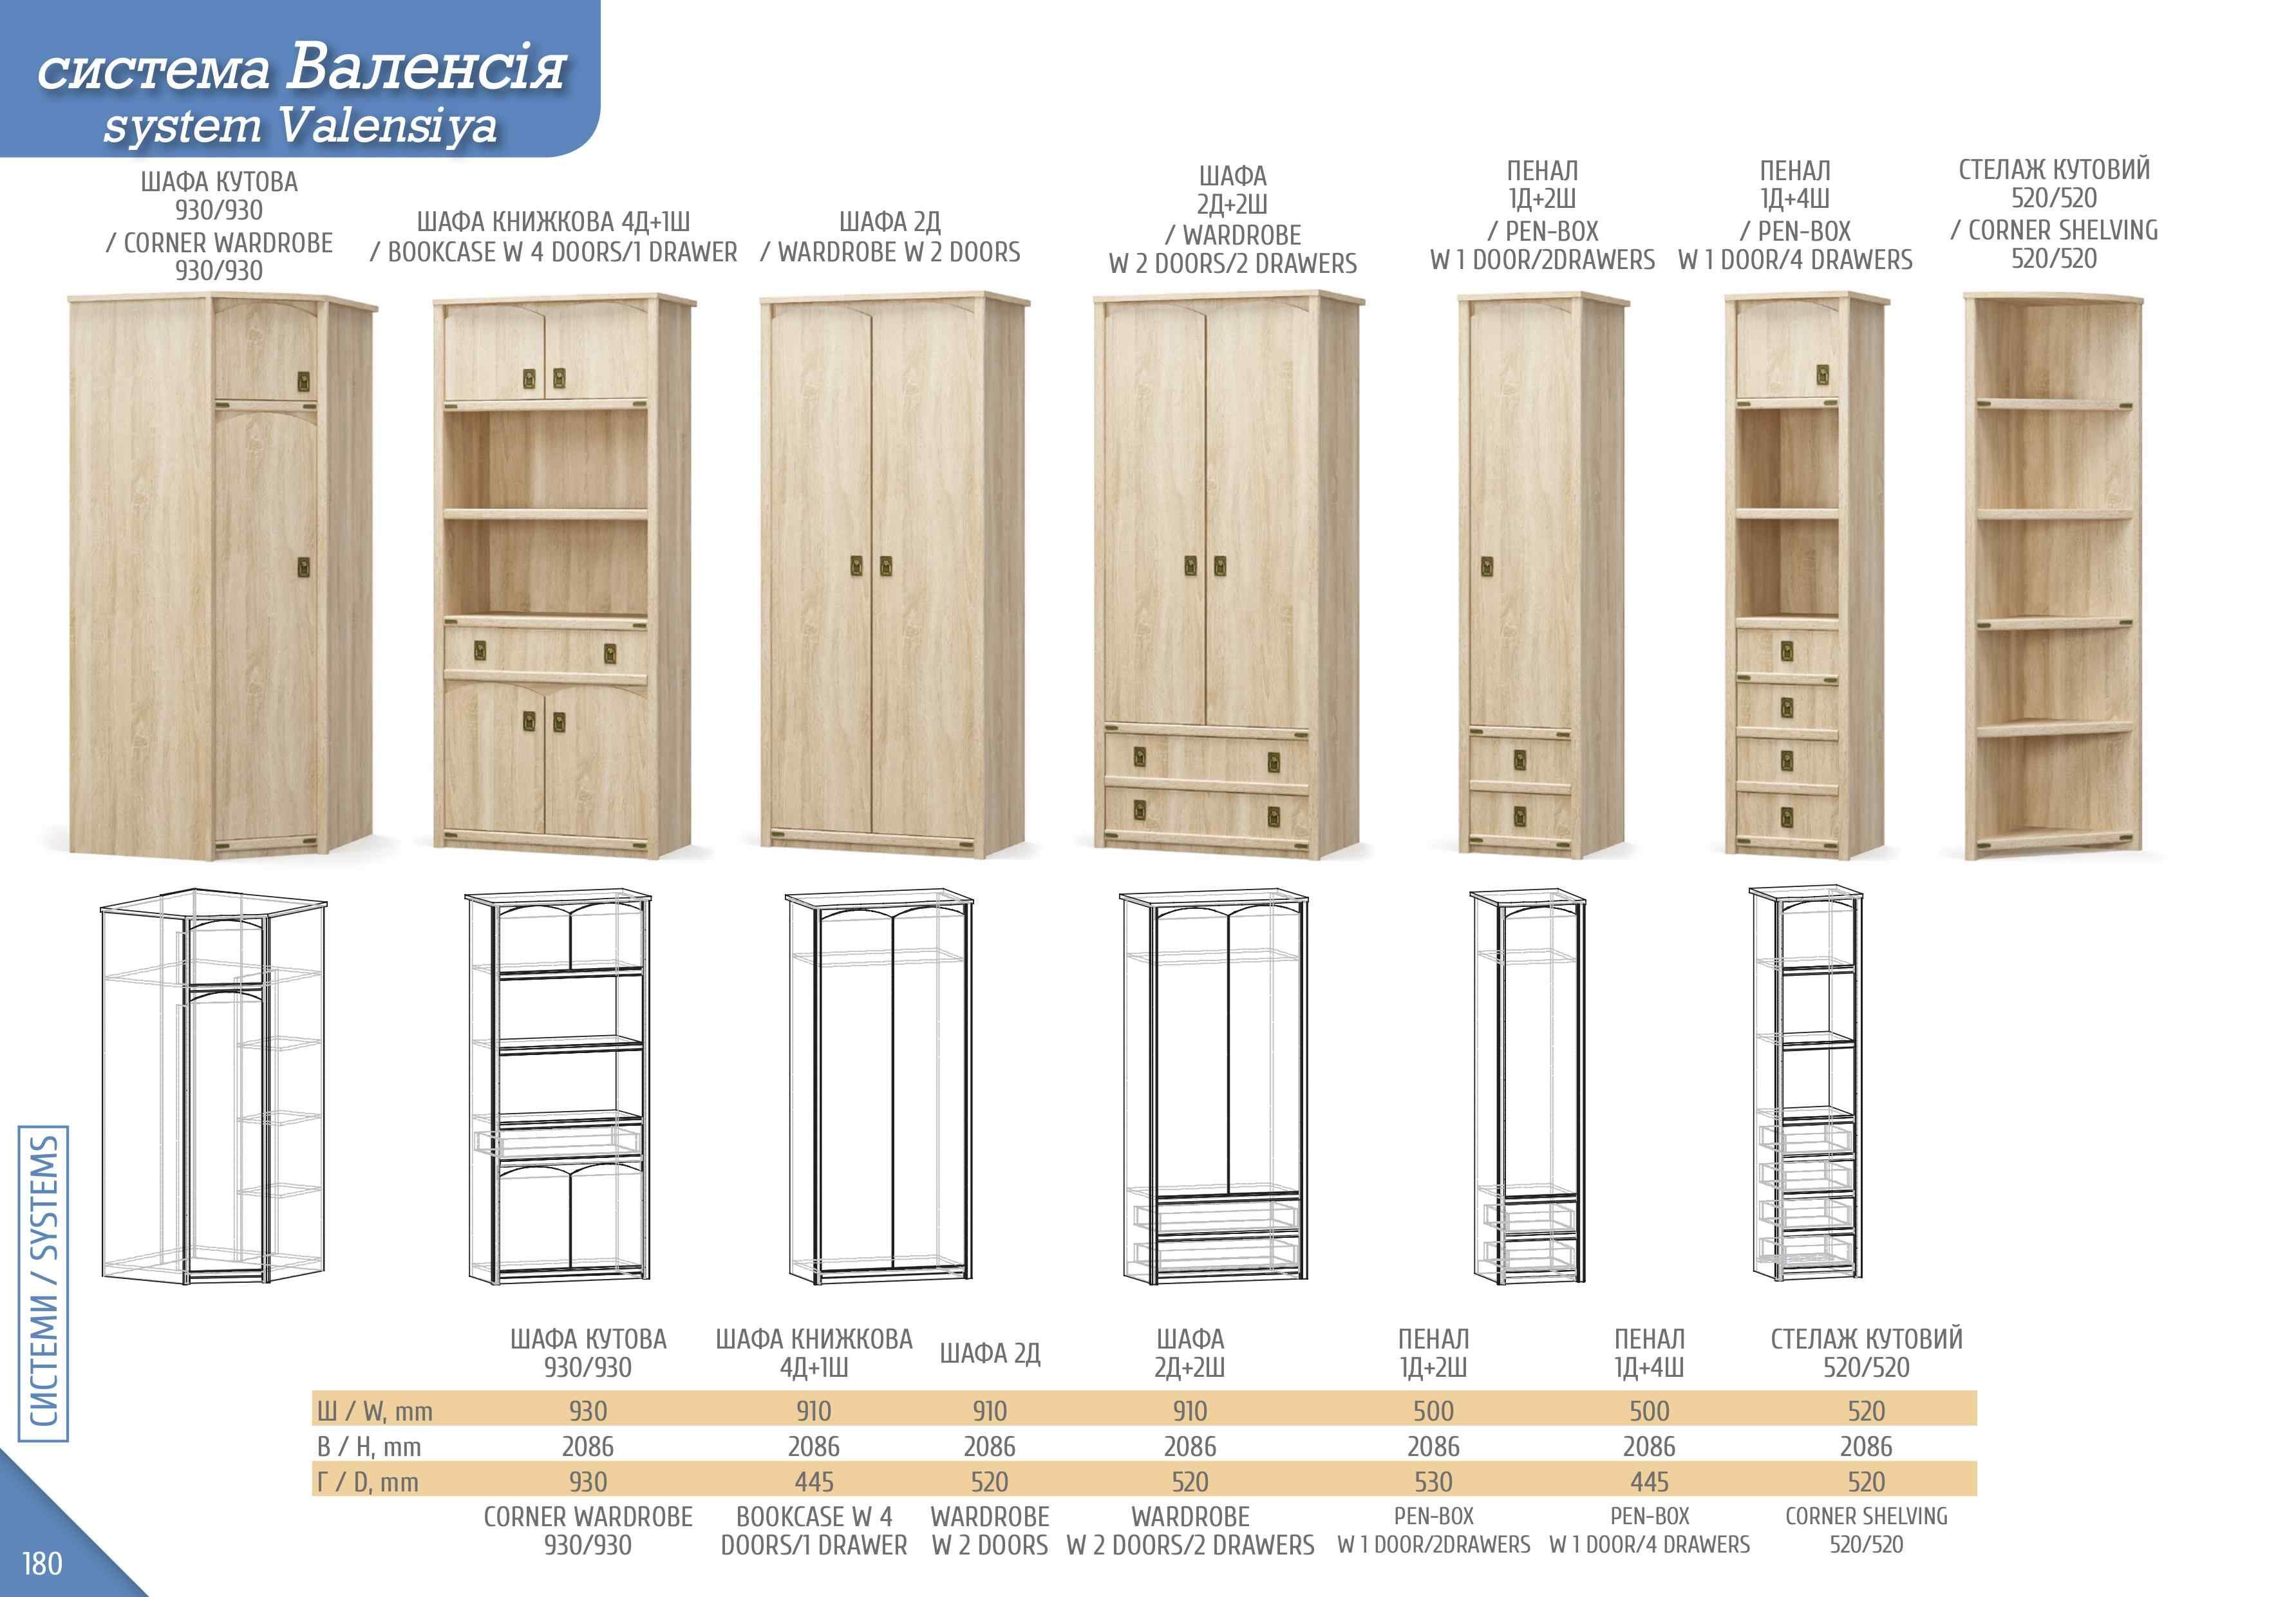 система Валенсія
system Valensiya
ШАФА КУТОВА
930/930
/ CORNER WARDROBE
930/930
ШАФА КНИЖКОВА 4Д+1Ш
/ BOOKCASE W 4 DOORS/1 DRAWER
ШАФА 2Д
/ WARDROBE W 2 DOORS
ШАФА
2Д+2Ш
/ WARDROBE
W 2 DOORS/2 DRAWERS
ПЕНАЛ
1Д+2Ш
/ PEN-BOX
W 1 DOOR/2DRAWERS
ПЕНАЛ
1Д+4Ш
/ PEN-BOX
W 1 DOOR/4 DRAWERS
СТЕЛАЖ КУТОВИЙ
520/520
/ CORNER SHELVING
520/520
СИСТЕМИ / SYSTEMS
ШАФА КУТОВА
930/930
ШАФА КНИЖКОВА
4Д+1Ш
ШАФА 2Д
ШАФА
2Д+2Ш
ПЕНАЛ
1Д+2Ш
ПЕНАЛ
1Д+4Ш
СТЕЛАЖ КУТОВИЙ
520/520
Ш / W, mm 930 910 910 910 500 500 520
В / H, mm 2086 2086 2086 2086 2086 2086 2086
Г / D, mm 930 445 520 520 530 445 520
CORNER WARDROBE
930/930
BOOKCASE W 4
DOORS/1 DRAWER
WARDROBE
W 2 DOORS
WARDROBE
W 2 DOORS/2 DRAWERS
PEN-BOX
W 1 DOOR/2DRAWERS
PEN-BOX
W 1 DOOR/4 DRAWERS
CORNER SHELVING
520/520
180